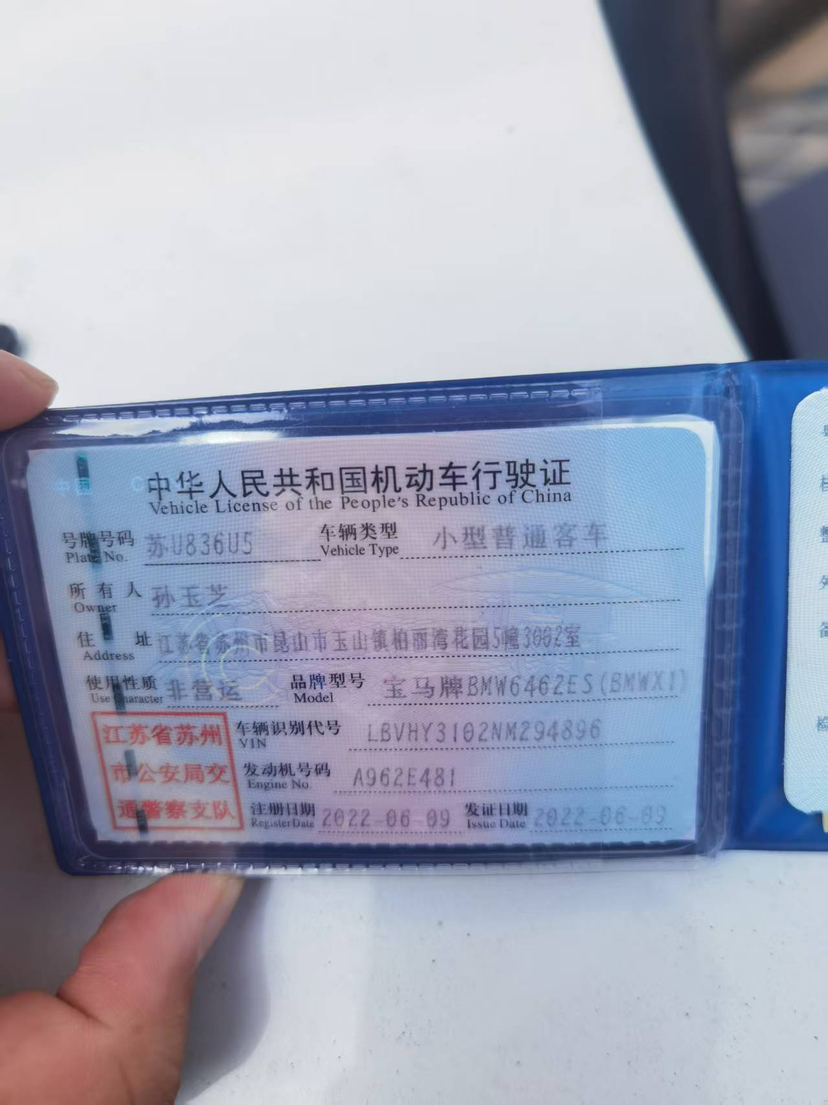 中华人民共和国机动车行驶证
Vehicle License of the People's Republic of China
号牌号码 苏U836U5 车辆类型 小型普通客车
Plate No. Vehicle Type
所有人 孙玉芝
Owner
住址 江苏省苏州市昆山市玉山镇柏丽湾花园5幢3002室
Address
使用性质 非营运 品牌型号 宝马牌BMW6462ES(BMWX1)
Use Character Model
江苏省苏州
市公安局交
通警察支队
车辆识别代号 LBVHY3102NM294896
VIN
发动机号码 A962E481
Engine No.
注册日期 2022-06-09 发证日期 2022-06-09
Register Date Issue Date